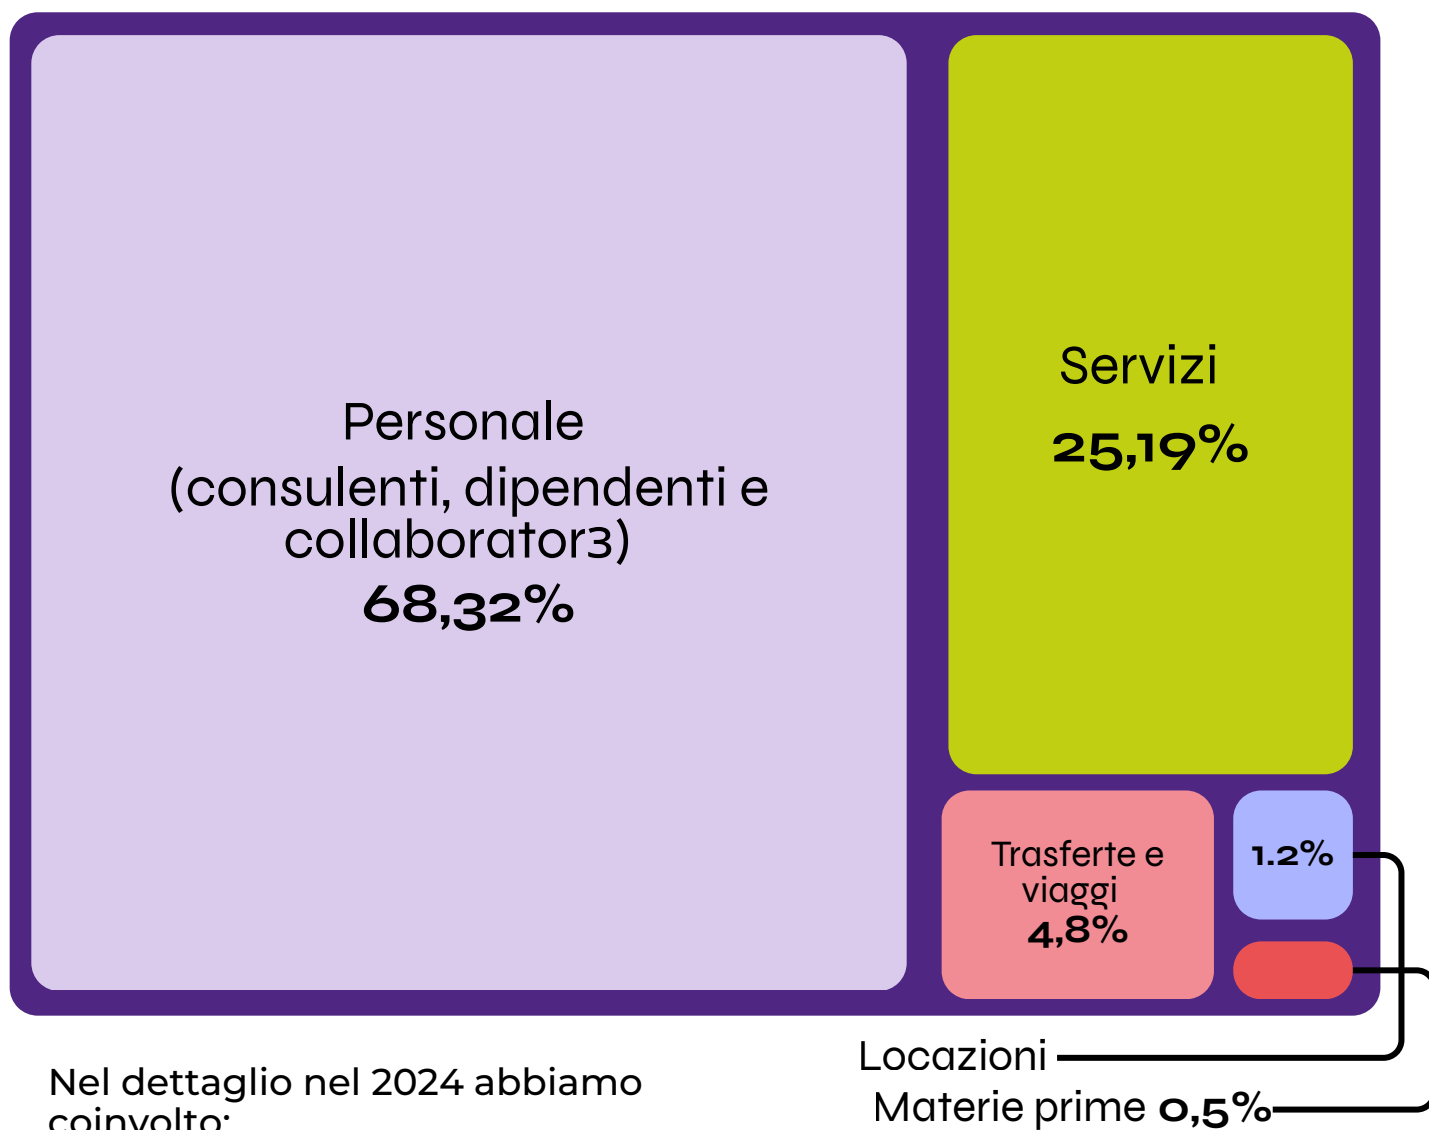 Personale
(consulenti, dipendenti e
collaborator3)
68,32%
Servizi
25,19%
Trasferte e
viaggi
4,8%
1.2%
Locazioni
Materie prime 0,5%
Nel dettaglio nel 2024 abbiamo
coinvolto: